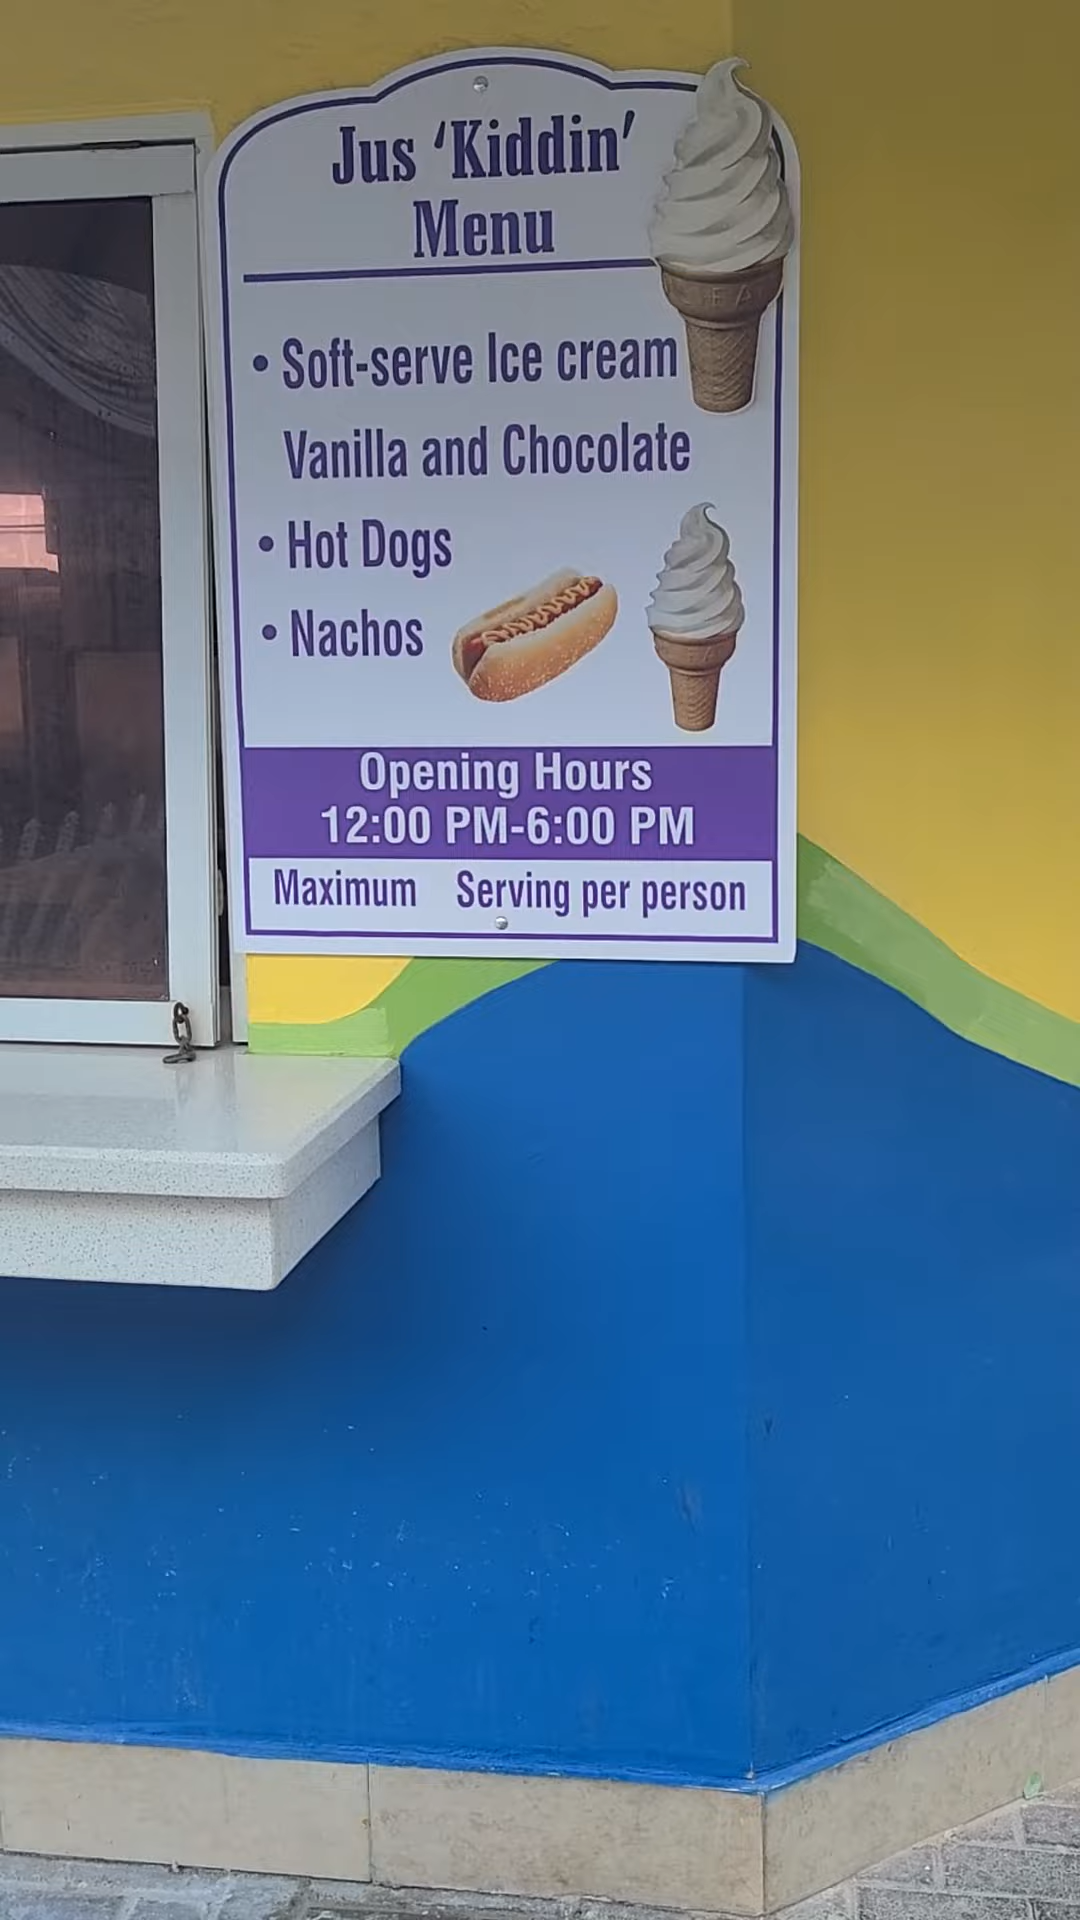 Jus ‘Kiddin’
Menu
• Soft-serve Ice cream
Vanilla and Chocolate
• Hot Dogs
• Nachos
Opening Hours
12:00 PM-6:00 PM
Maximum Serving per person